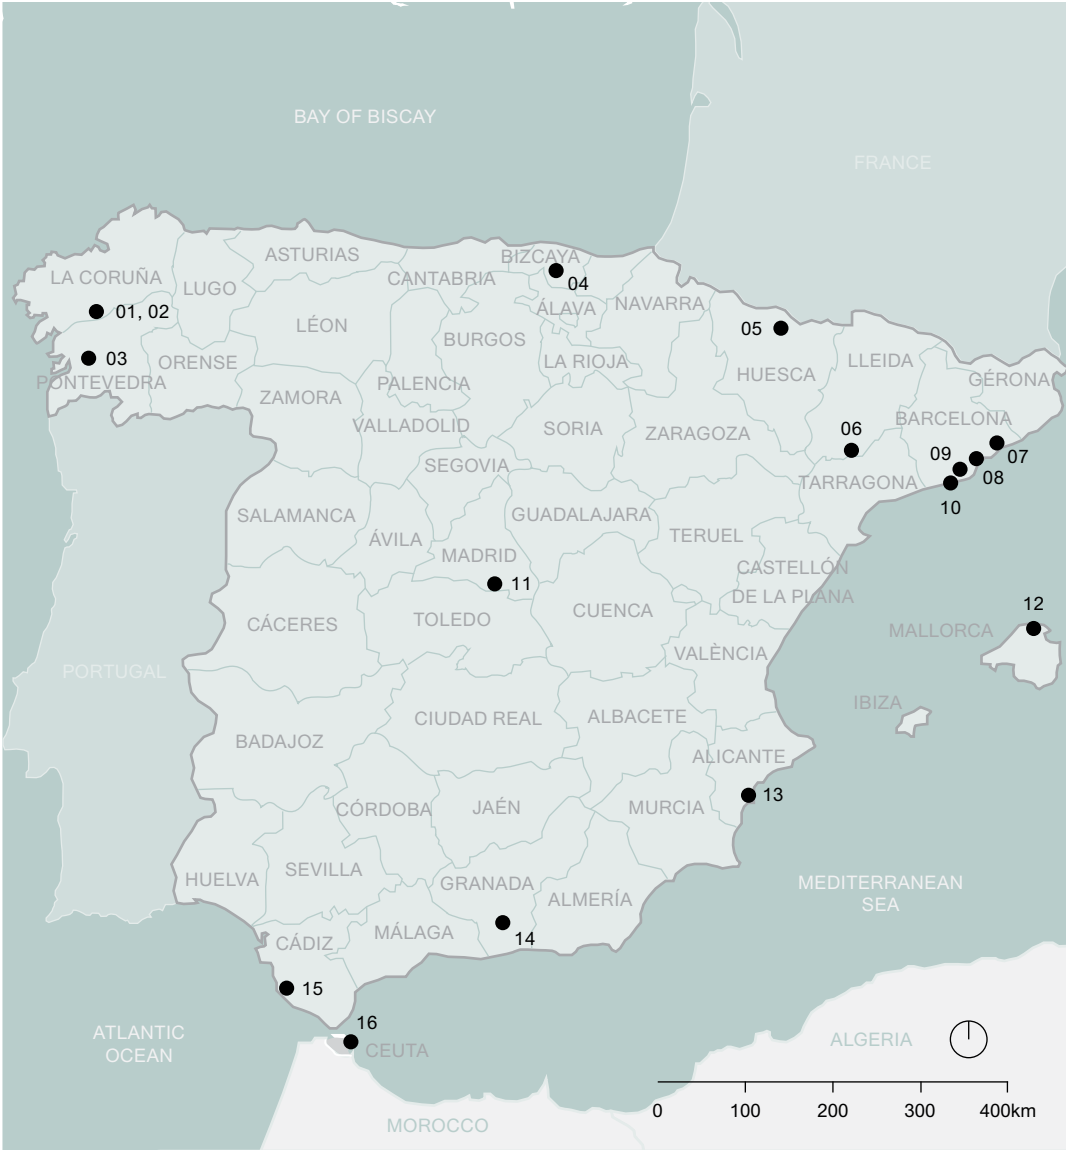 BAY OF BISCAY
FRANCE
ASTURIAS
BIZCAYA
LA CORUÑA
CANTABRIA
04
LUGO
NAVARRA
01, 02
ÁLAVA
LÉON
05
BURGOS
03
ORENSE
LA RIOJA
LLEIDA
HUESCA
PONTEVEDRA
PALENCIA
GÉRONA
ZAMORA
BARCELONA
VALLADOLID
SORIA
ZARAGOZA
06
09
07
SEGOVIA
08
TARRAGONA
10
SALAMANCA
GUADALAJARA
ÁVILA
TERUEL
MADRID
CASTELLÓN
DE LA PLANA
11
12
CUENCA
TOLEDO
CÁCERES
MALLORCA
VALÈNCIA
PORTUGAL
IBIZA
CIUDAD REAL
ALBACETE
BADAJOZ
ALICANTE
13
CÓRDOBA
JAÉN
MURCIA
SEVILLA
HUELVA
GRANADA
MEDITERRANEAN
SEA
ALMERÍA
MÁLAGA
14
CÁDIZ
15
16
ATLANTIC
OCEAN
CEUTA
ALGERIA
0 100 200 300 400km
MOROCCO